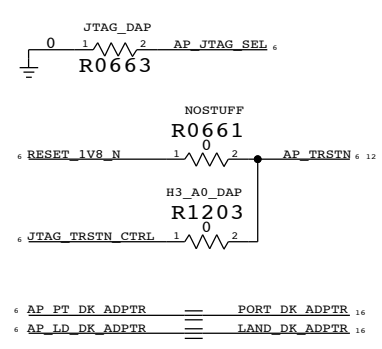 JTAG_DAP
0 1 2 AP_JTAG_SEL 6
R0663
NOSTUFF
R0661
0
6 RESET_1V8_N 1 2 AP_TRSTN 6 12
H3_A0_DAP
R1203
0
6 JTAG_TRSTN_CTRL 1 2
6 AP_PT_DK_ADPTR PORT_DK_ADPTR 16
6 AP_LD_DK_ADPTR LAND_DK_ADPTR 16